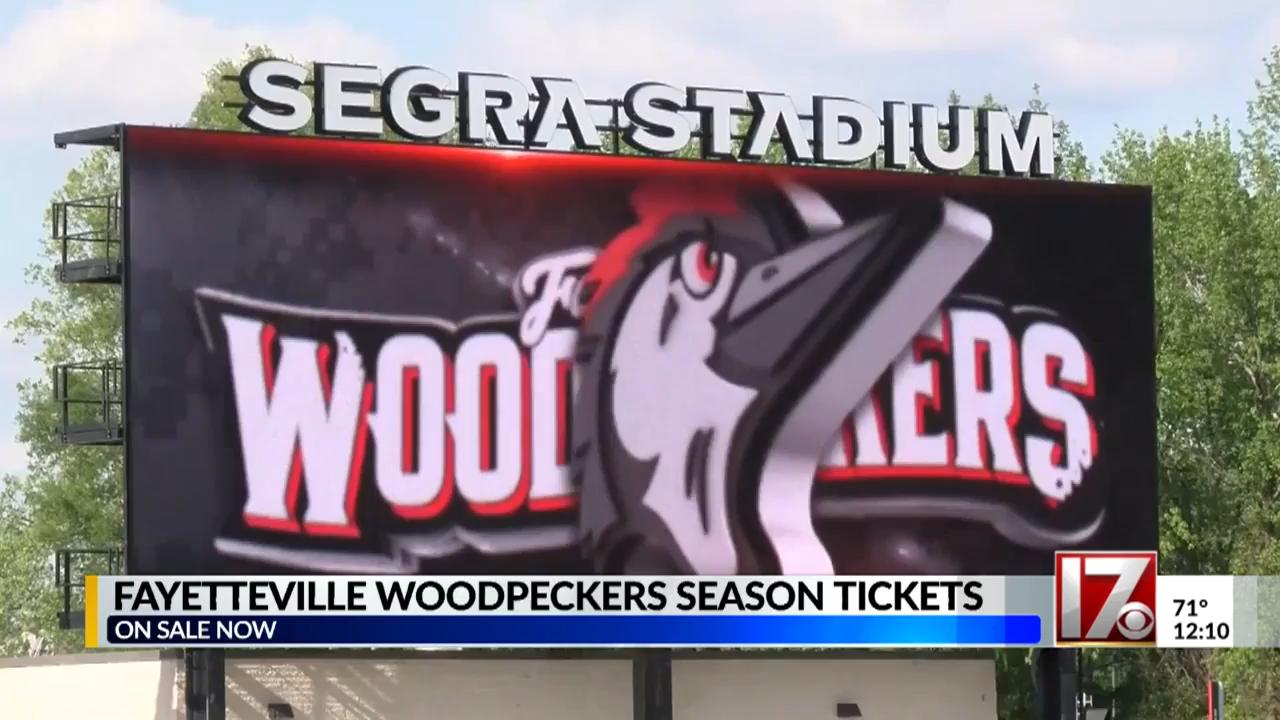 SEGRA STADIUM
WOOD
KERS
FAYETTEVILLE WOODPECKERS SEASON TICKETS
ON SALE NOW
17
71°
12:10